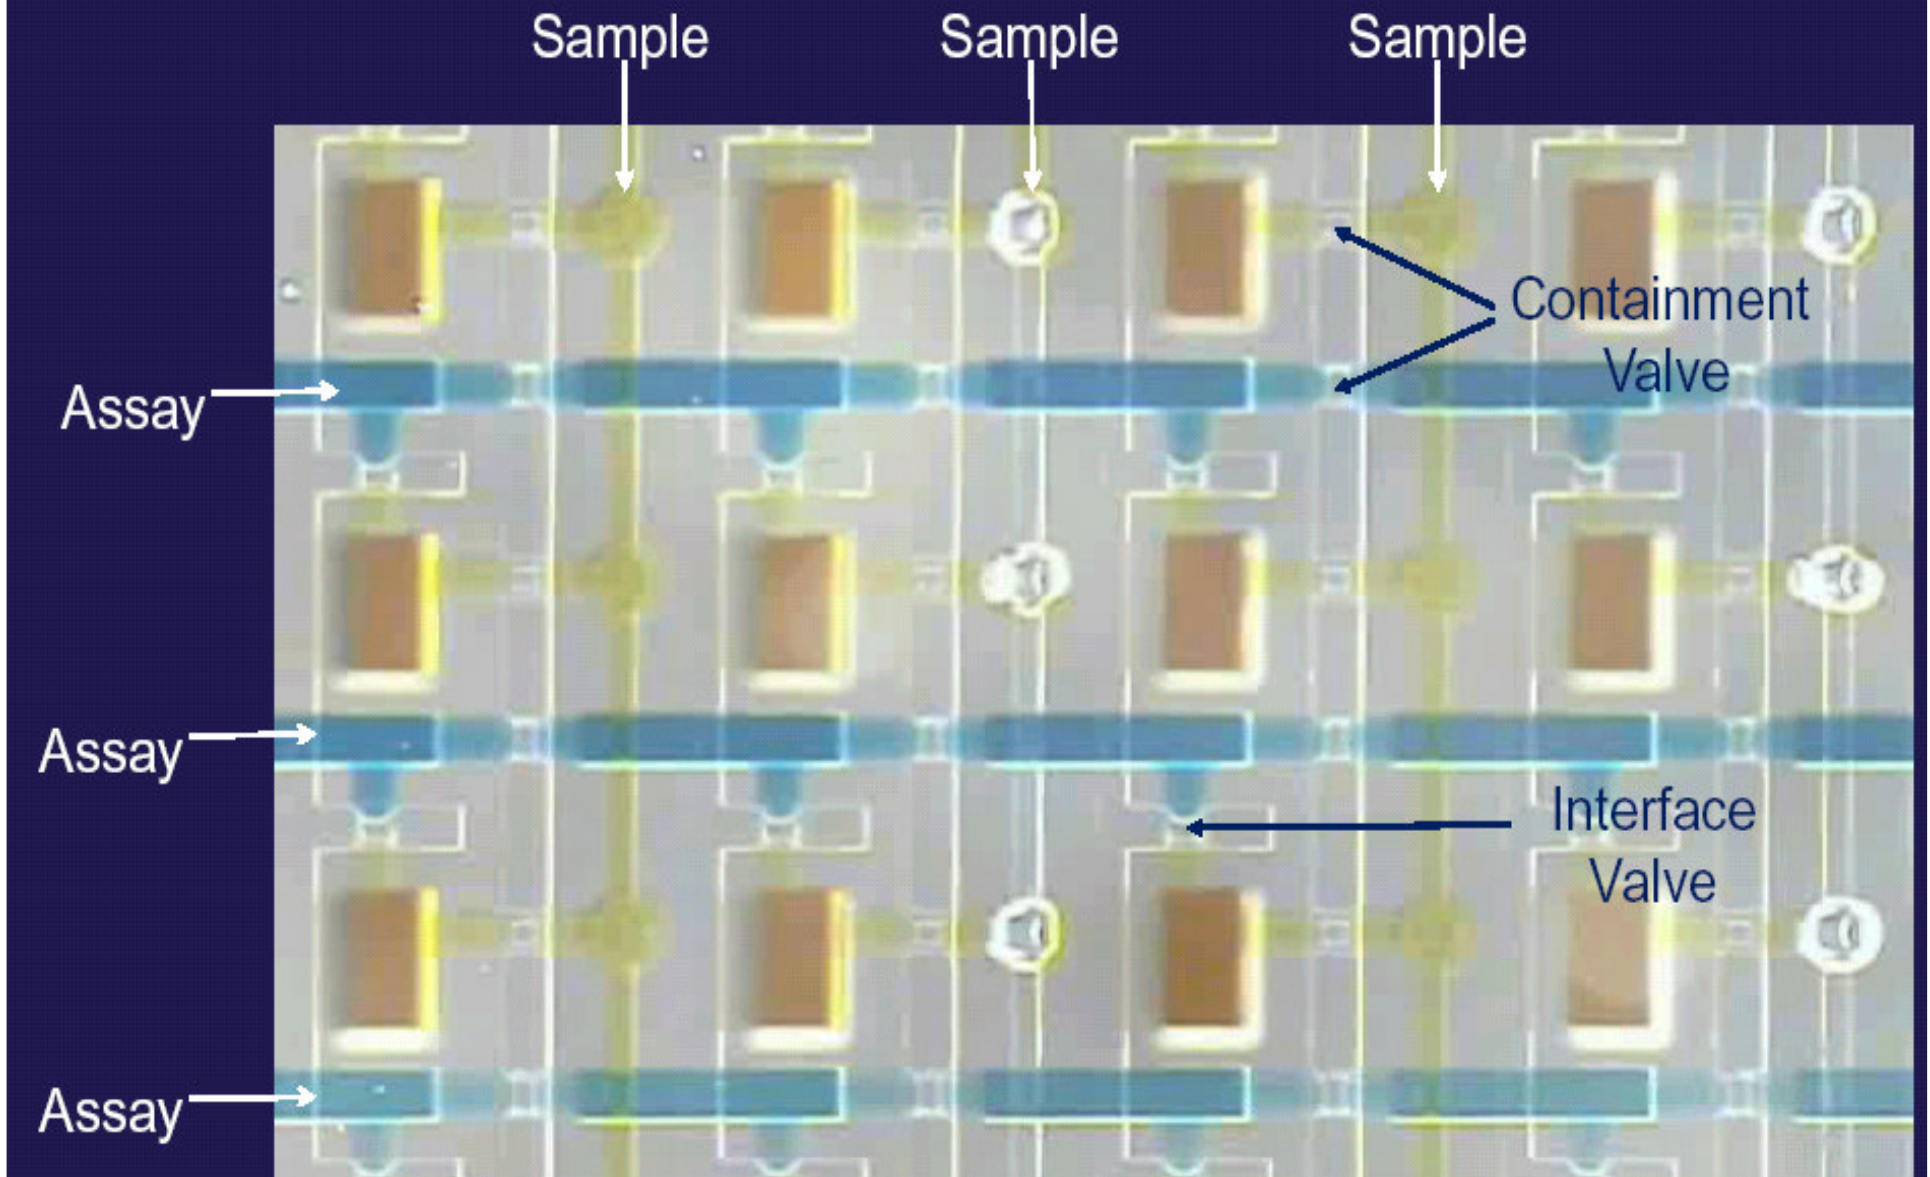 Sample
Sample
Sample
Containment
Valve
Assay
Assay
Interface
Valve
Assay